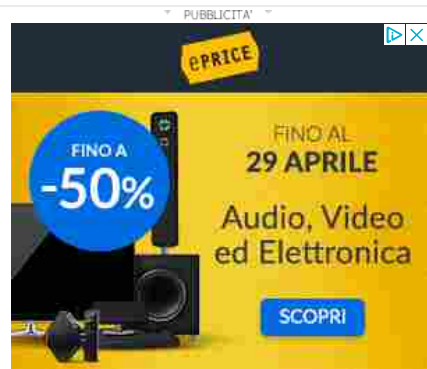 PUBBLICITA'
ePRICE
FINO A
-50%
FINO AL
29 APRILE
Audio, Video
ed Elettronica
SCOPRI